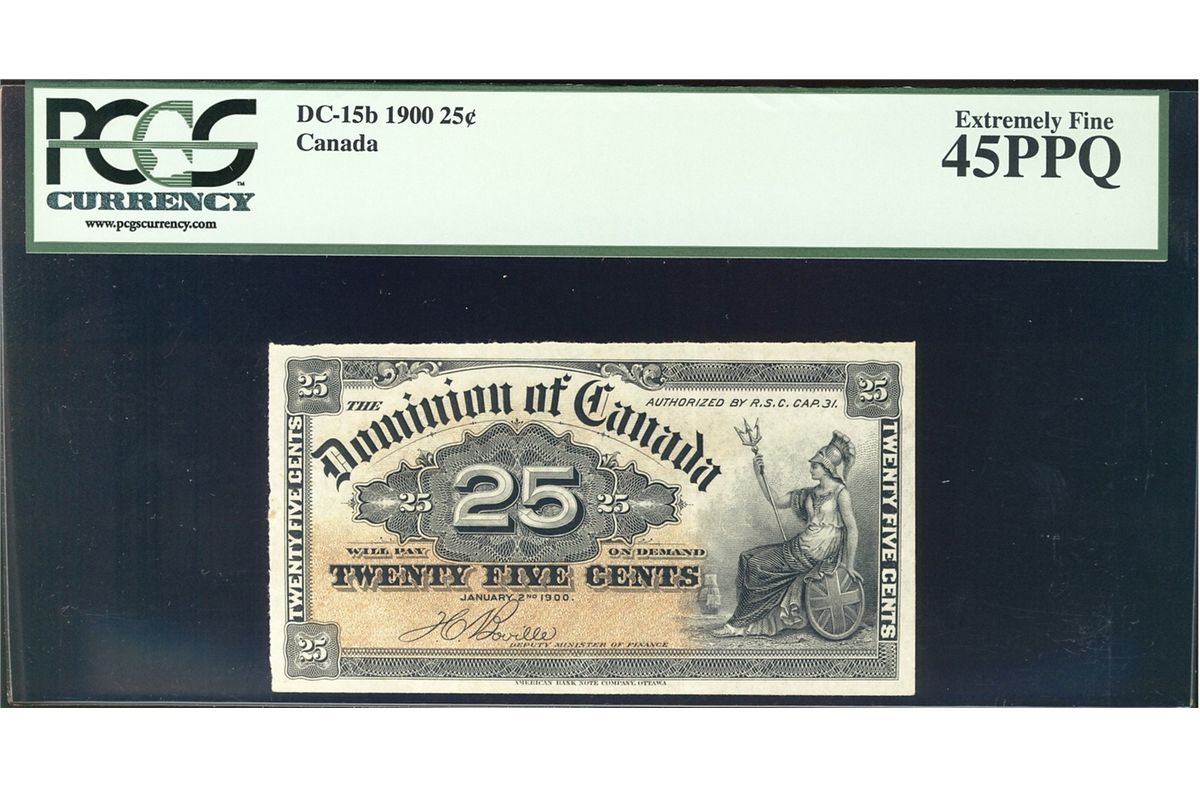 PCGS™
CURRENCY
www.pcgscurrency.com
DC-15b 1900 25¢
Canada
Extremely Fine
45PPQ
25
25
THE
Dominion of Canada
AUTHORIZED BY R.S.C. CAP. 31.
TWENTY FIVE CENTS
TWENTY FIVE CENTS
25
25
25
WILL PAY
ON DEMAND
TWENTY FIVE CENTS
JANUARY 2ND 1900.
H C Boville
DEPUTY MINISTER OF FINANCE
25
AMERICAN BANK NOTE COMPANY, OTTAWA